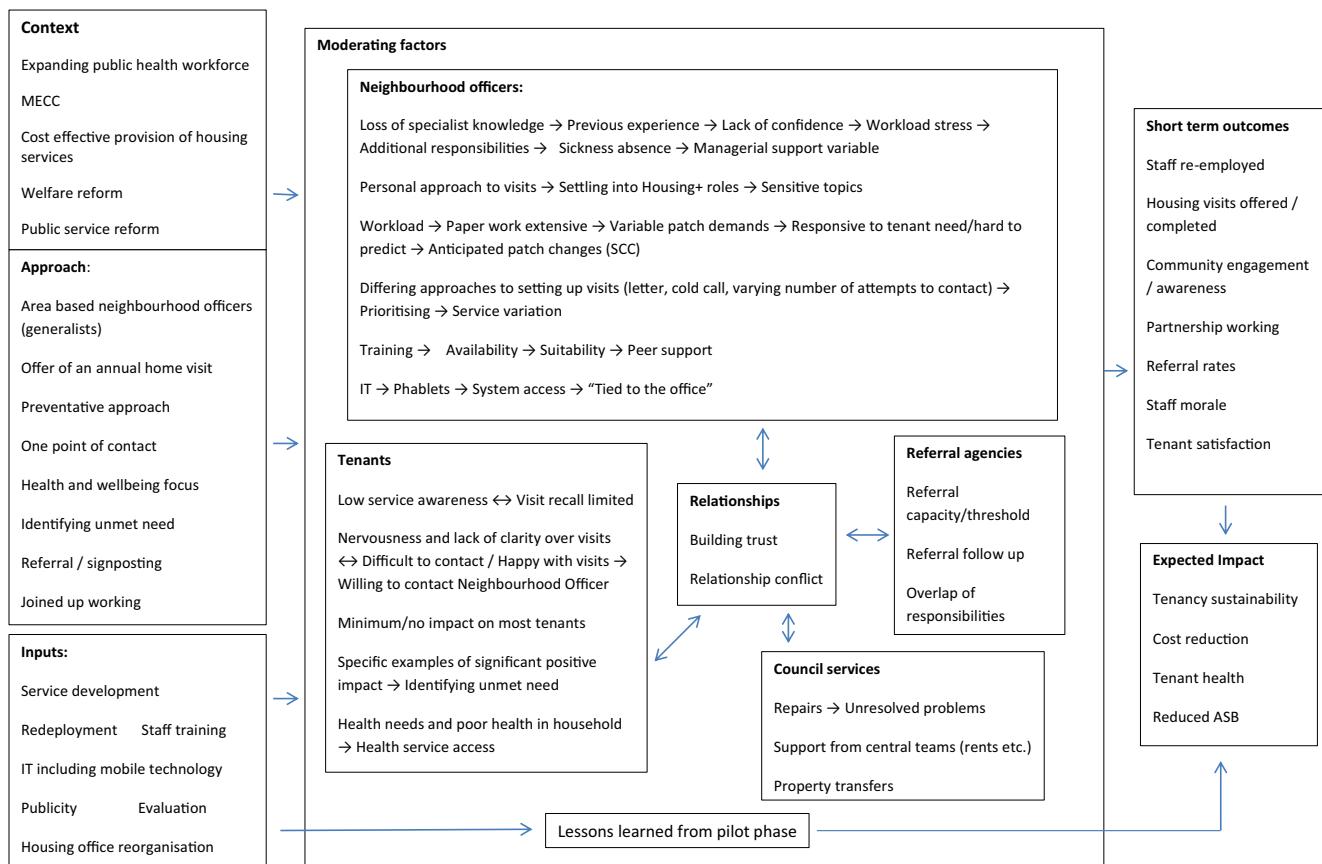 Context
Expanding public health workforce
MECC
Cost effective provision of housing
services
Welfare reform
Public service reform
Approach:
Area based neighbourhood officers
(generalists)
Offer of an annual home visit
Preventative approach
One point of contact
Health and wellbeing focus
Identifying unmet need
Referral / signposting
Joined up working
Inputs:
Service development
Redeployment Staff training
IT including mobile technology
Publicity Evaluation
Housing office reorganisation
Moderating factors
Neighbourhood officers:
Loss of specialist knowledge → Previous experience → Lack of confidence → Workload stress →
Additional responsibilities → Sickness absence → Managerial support variable
Personal approach to visits → Settling into Housing+ roles → Sensitive topics
Workload → Paper work extensive → Variable patch demands → Responsive to tenant need/hard to
predict → Anticipated patch changes (SCC)
Differing approaches to setting up visits (letter, cold call, varying number of attempts to contact) →
Prioritising → Service variation
Training → Availability → Suitability → Peer support
IT → Phablets → System access → “Tied to the office”
Tenants
Low service awareness ↔ Visit recall limited
Nervousness and lack of clarity over visits
↔ Difficult to contact / Happy with visits →
Willing to contact Neighbourhood Officer
Minimum/no impact on most tenants
Specific examples of significant positive
impact → Identifying unmet need
Health needs and poor health in household
→ Health service access
Relationships
Building trust
Relationship conflict
Referral agencies
Referral
capacity/threshold
Referral follow up
Overlap of
responsibilities
Council services
Repairs → Unresolved problems
Support from central teams (rents etc.)
Property transfers
Lessons learned from pilot phase
Short term outcomes
Staff re-employed
Housing visits offered /
completed
Community engagement
/ awareness
Partnership working
Referral rates
Staff morale
Tenant satisfaction
Expected Impact
Tenancy sustainability
Cost reduction
Tenant health
Reduced ASB